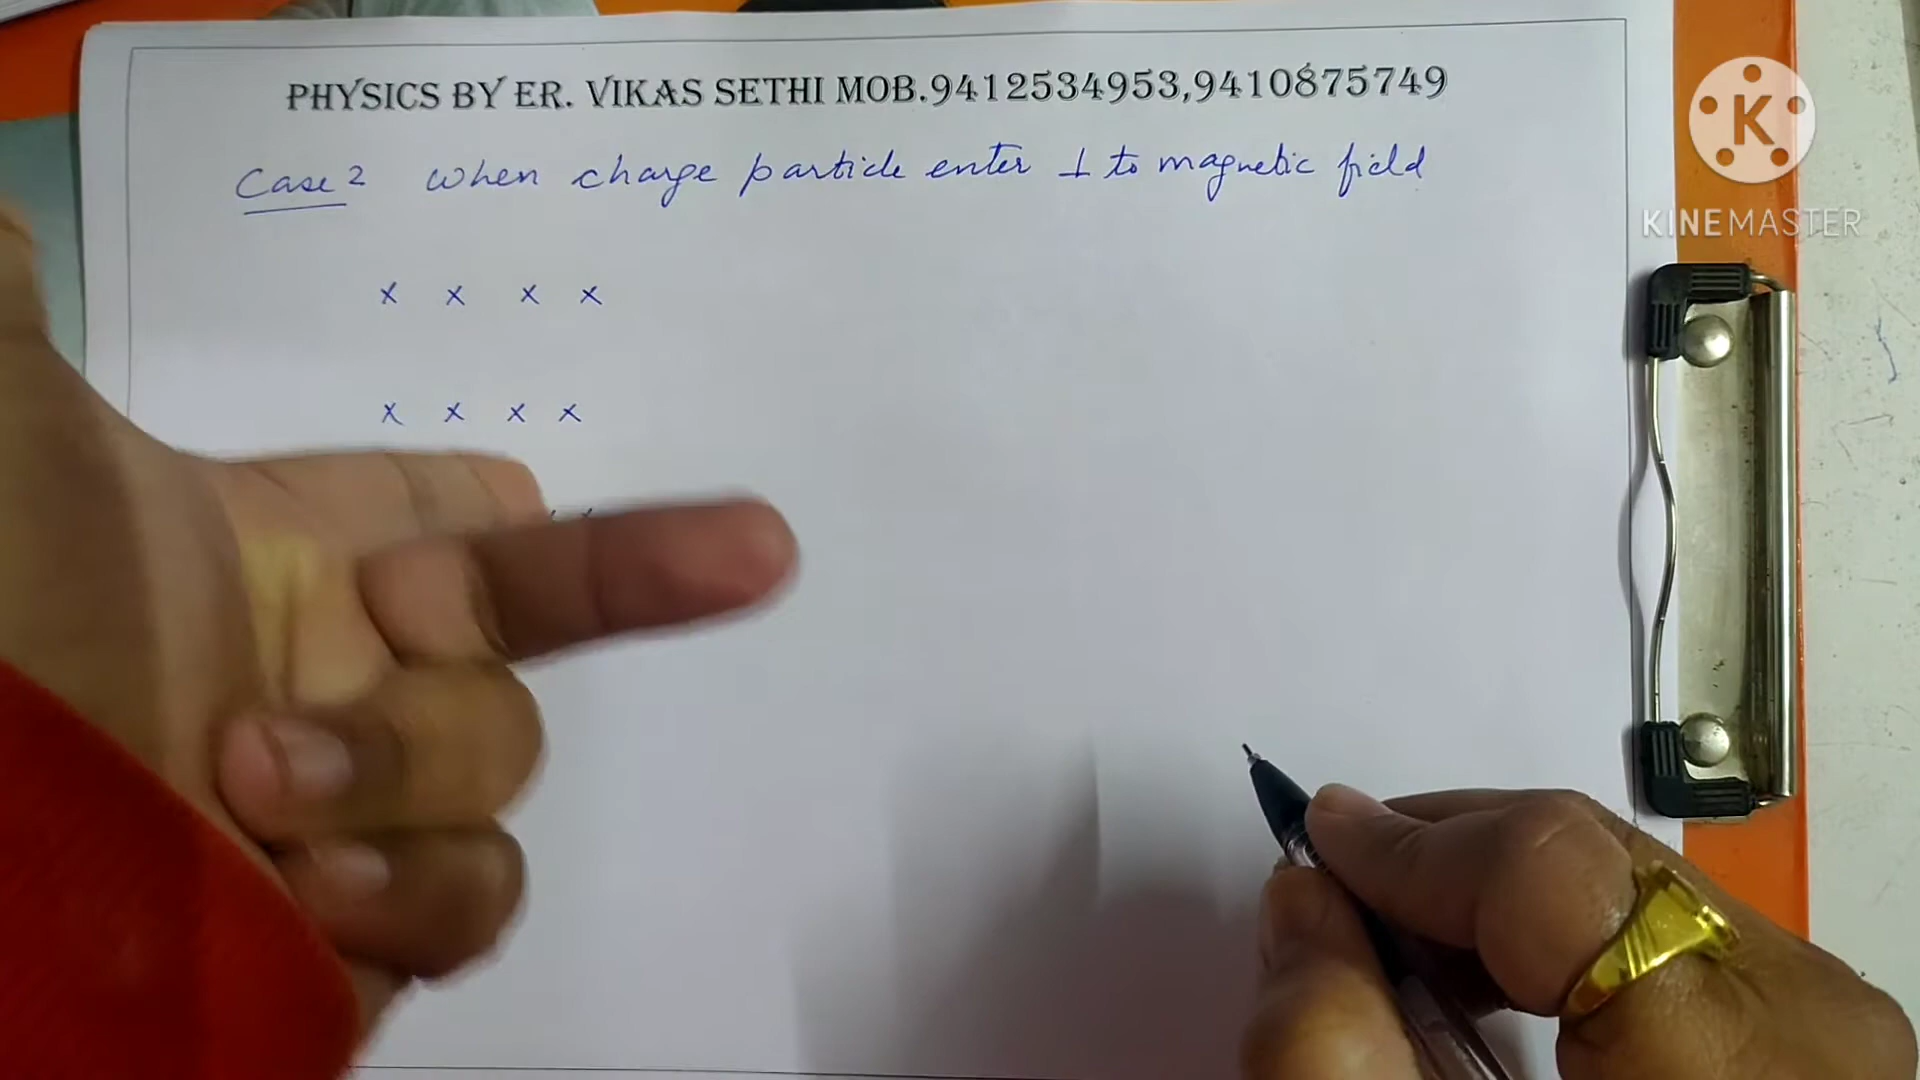 PHYSICS BY ER. VIKAS SETHI MOB.9412534953,9410875749
K
KINEMASTER
Case 2 when charge particle enter ⊥ to magnetic field
x x x x
x x x x